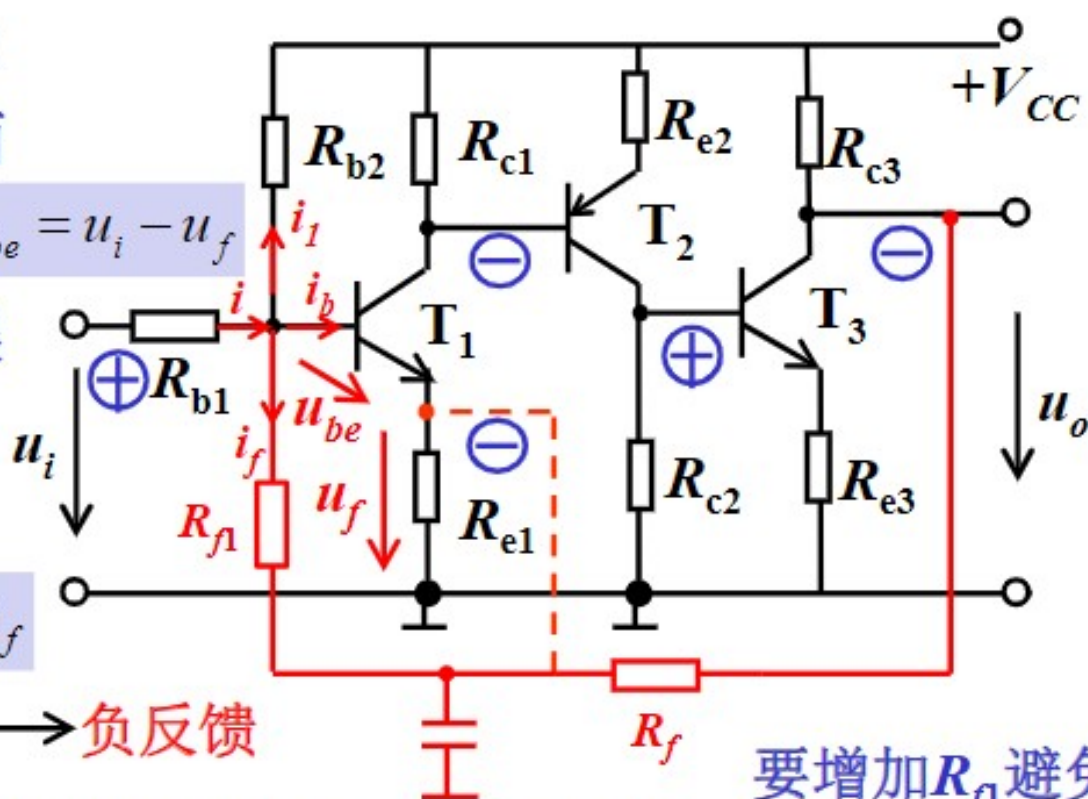 +V_CC
R_b2
R_c1
R_e2
R_c3
i_1
be = u_i − u_f
T_2
i
i_b
T_1
T_3
R_b1
u_be
u_i
i_f
u_f
u_o
R_f1
R_e1
R_c2
R_e3
f
负反馈
R_f
要增加R_f1避免